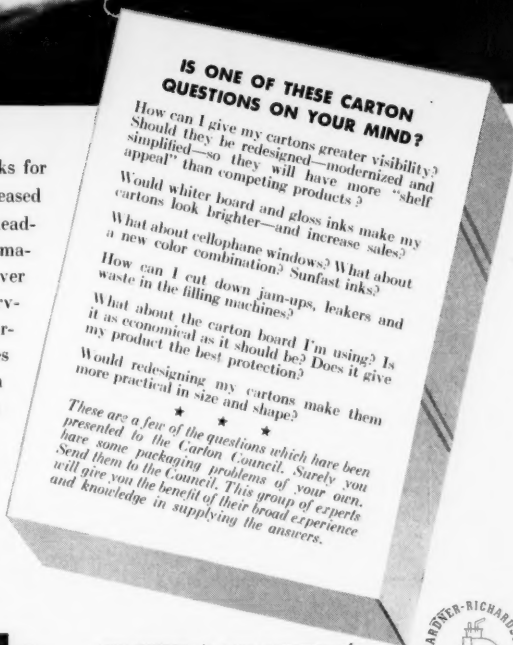 IS ONE OF THESE CARTON
QUESTIONS ON YOUR MIND?
How can I give my cartons greater visibility?
Should they be redesigned—modernized and
simplified—so they will have more "shelf
appeal" than competing products?
Would whiter board and gloss inks make my
cartons look brighter—and increase sales?
What about cellophane windows? What about
a new color combination? Sunfast inks?
How can I cut down jam-ups, leakers and
waste in the filling machines?
What about the carton board I'm using? Is
it as economical as it should be? Does it give
my product the best protection?
Would redesigning my cartons make them
more practical in size and shape?
★ ★ ★
These are a few of the questions which have been
presented to the Carton Council. Surely you
have some packaging problems of your own.
Send them to the Council. This group of experts
will give you the benefit of their broad experience
and knowledge in supplying the answers.
ks for
eased
ead-
ma-
ver
rv-
r-
es